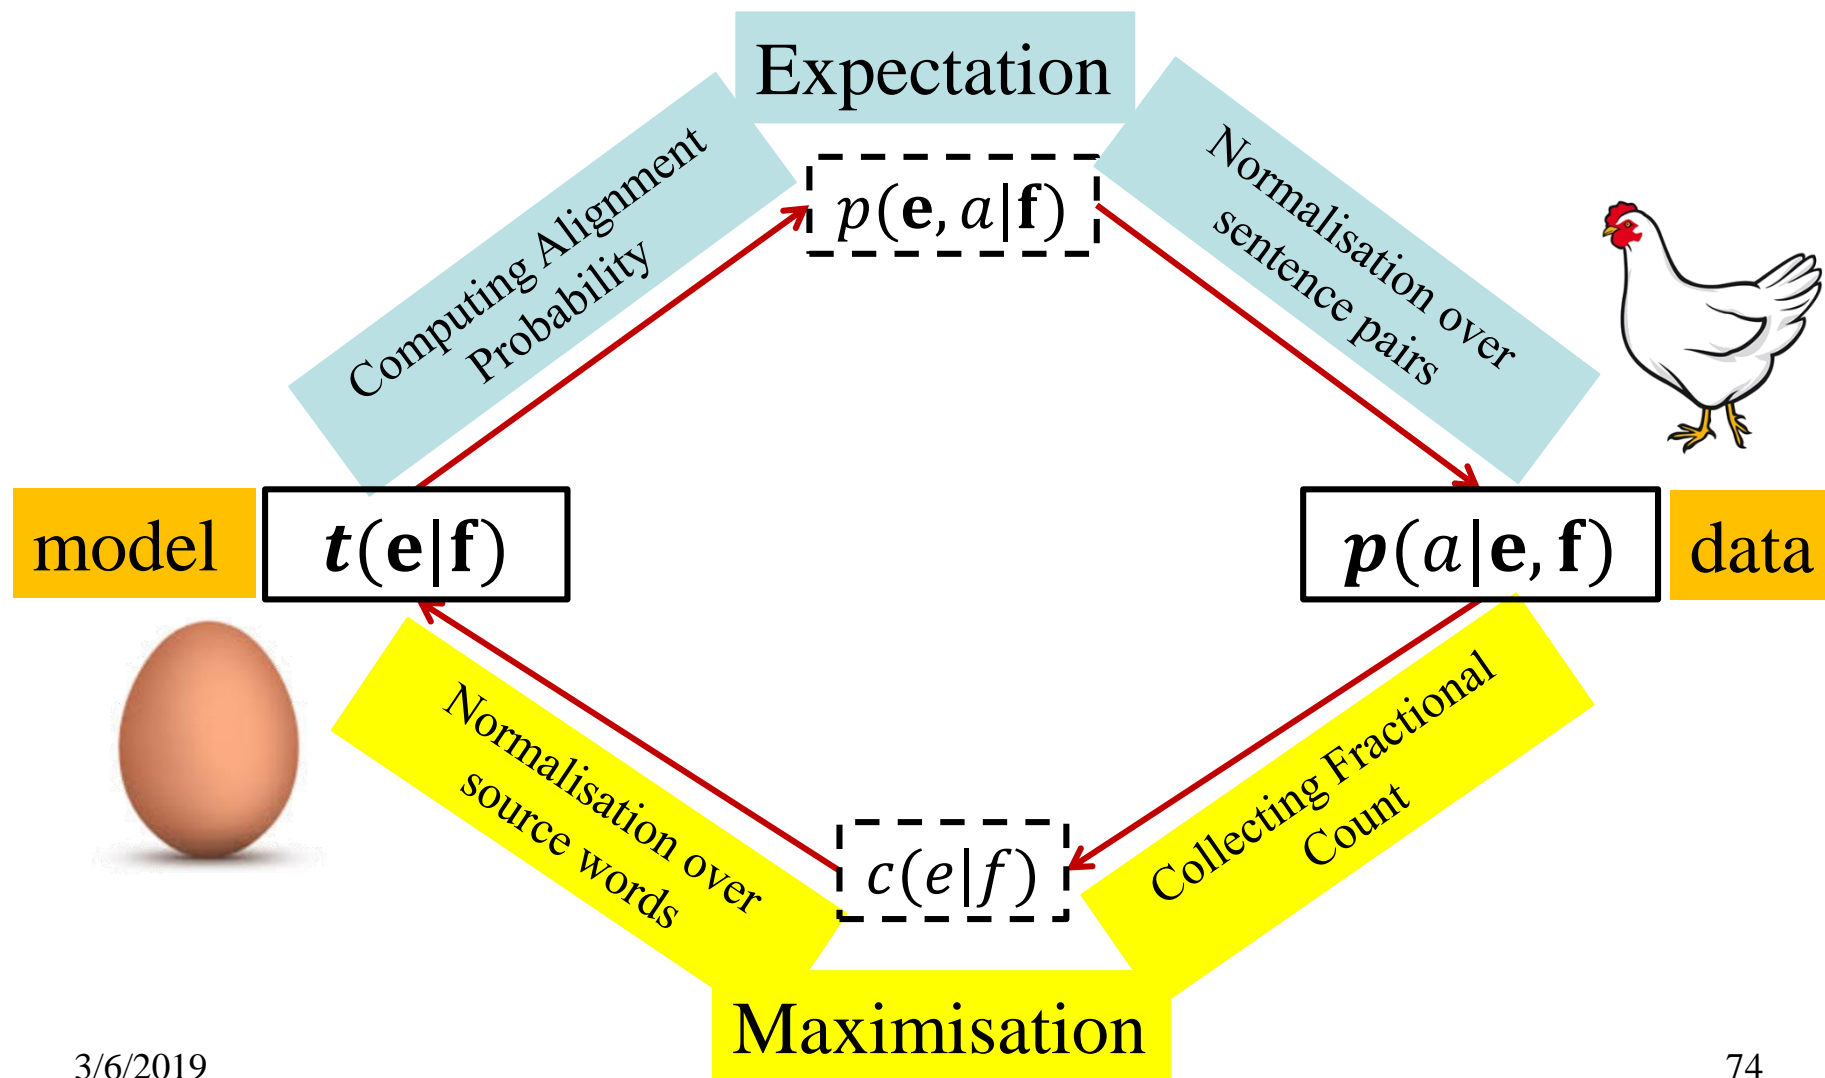 Expectation
Computing Alignment
Probability
p(e, a|f)
Normalisation over
sentence pairs
model
t(e|f)
p(a|e, f)
data
Normalisation over
source words
c(e|f)
Collecting Fractional
Count
Maximisation
3/6/2019
74